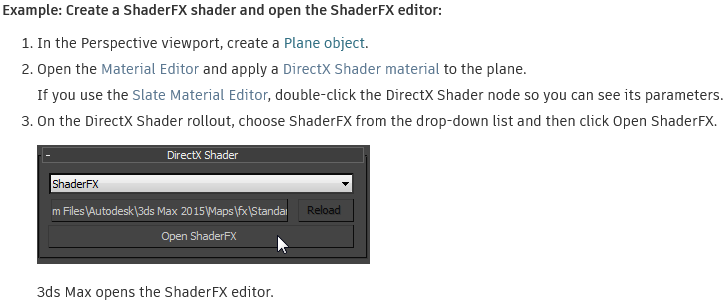 Example: Create a ShaderFX shader and open the ShaderFX editor:
1. In the Perspective viewport, create a Plane object.
2. Open the Material Editor and apply a DirectX Shader material to the plane.
If you use the Slate Material Editor, double-click the DirectX Shader node so you can see its parameters.
3. On the DirectX Shader rollout, choose ShaderFX from the drop-down list and then click Open ShaderFX.
- DirectX Shader
ShaderFX
m Files\Autodesk\3ds Max 2015\Maps\fx\Standar Reload
Open ShaderFX
3ds Max opens the ShaderFX editor.